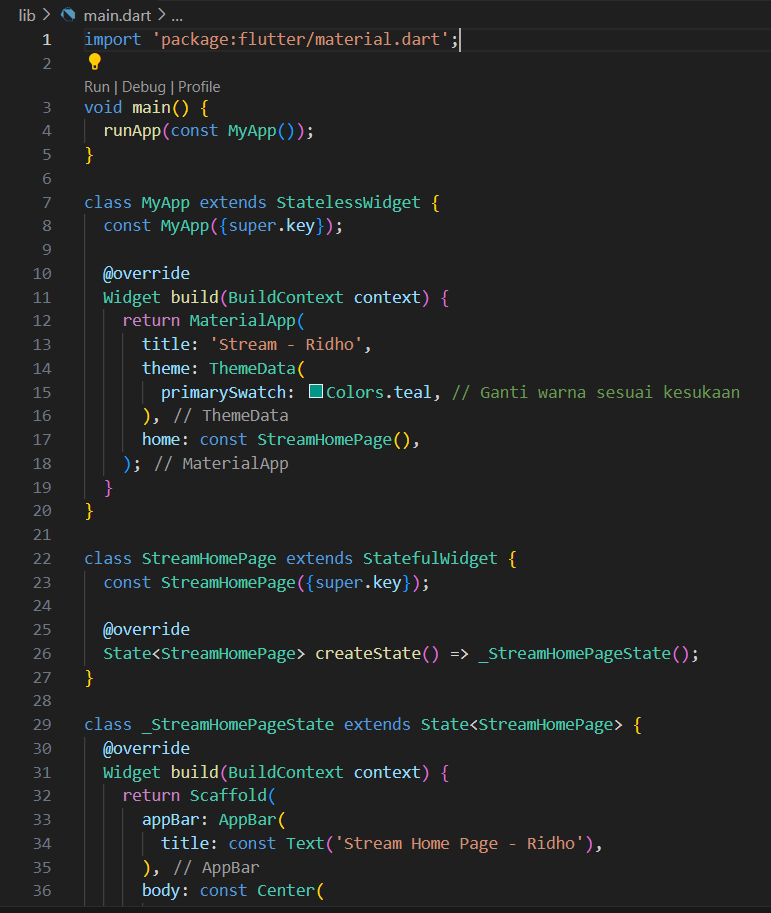 lib > main.dart > ...
1 import 'package:flutter/material.dart';
2
Run | Debug | Profile
3 void main() {
4   runApp(const MyApp());
5 }
6
7 class MyApp extends StatelessWidget {
8   const MyApp({super.key});
9
10   @override
11   Widget build(BuildContext context) {
12     return MaterialApp(
13       title: 'Stream - Ridho',
14       theme: ThemeData(
15         primarySwatch: Colors.teal, // Ganti warna sesuai kesukaan
16       ), // ThemeData
17       home: const StreamHomePage(),
18     ); // MaterialApp
19   }
20 }
21
22 class StreamHomePage extends StatefulWidget {
23   const StreamHomePage({super.key});
24
25   @override
26   State<StreamHomePage> createState() => _StreamHomePageState();
27 }
28
29 class _StreamHomePageState extends State<StreamHomePage> {
30   @override
31   Widget build(BuildContext context) {
32     return Scaffold(
33       appBar: AppBar(
34         title: const Text('Stream Home Page - Ridho'),
35       ), // AppBar
36       body: const Center(